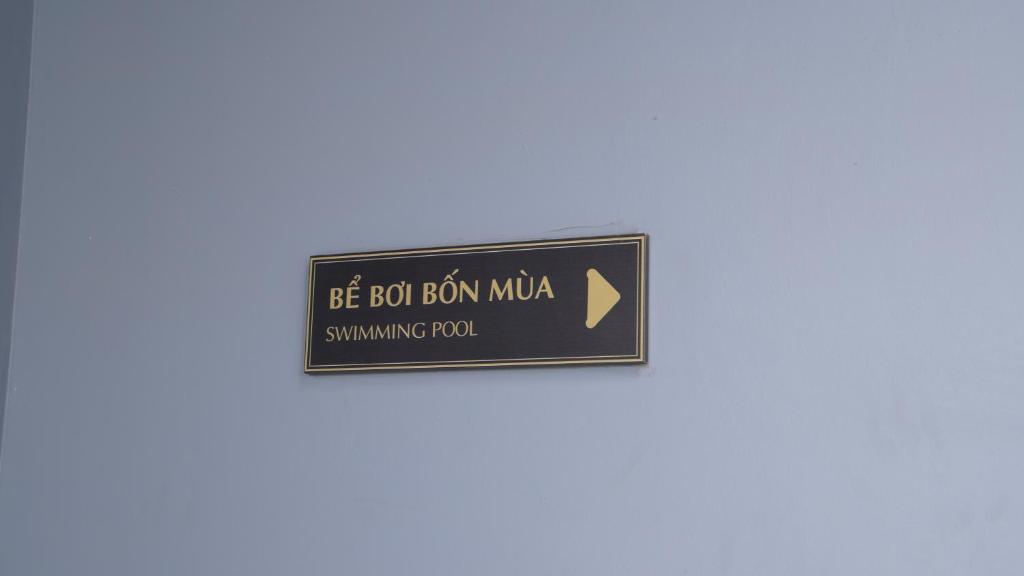 BỂ BƠI BỐN MÙA
SWIMMING POOL